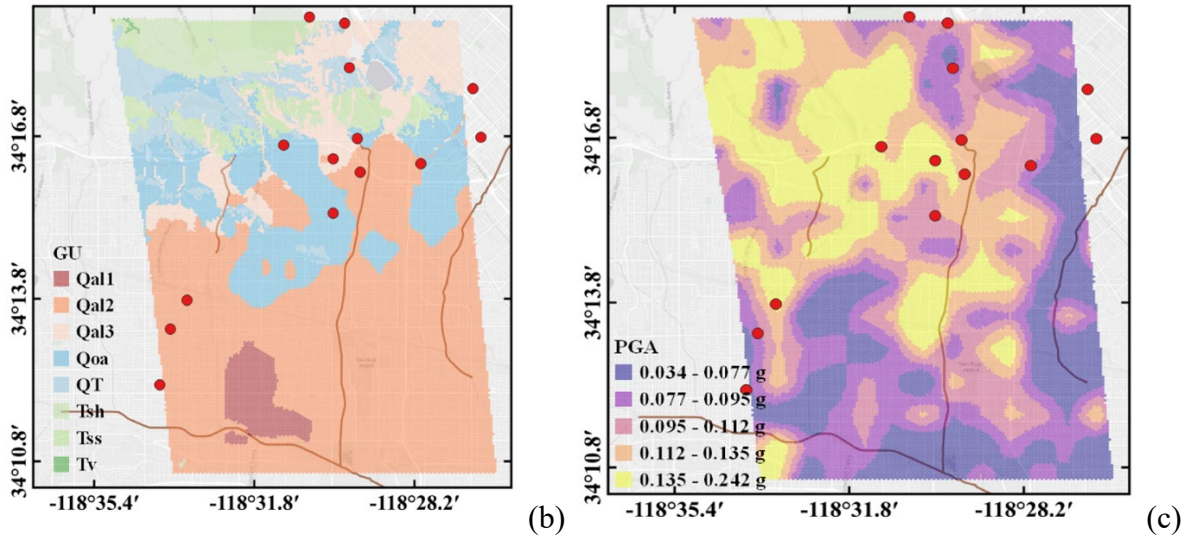 34°16.8′
34°13.8′
34°10.8′
GU
Qal1
Qal2
Qal3
Qoa
QT
Tsh
Tss
Tv
-118°35.4′
-118°31.8′
-118°28.2′
(b)
34°16.8′
34°13.8′
34°10.8′
PGA
0.034 - 0.077 g
0.077 - 0.095 g
0.095 - 0.112 g
0.112 - 0.135 g
0.135 - 0.242 g
-118°35.4′
-118°31.8′
-118°28.2′
(c)